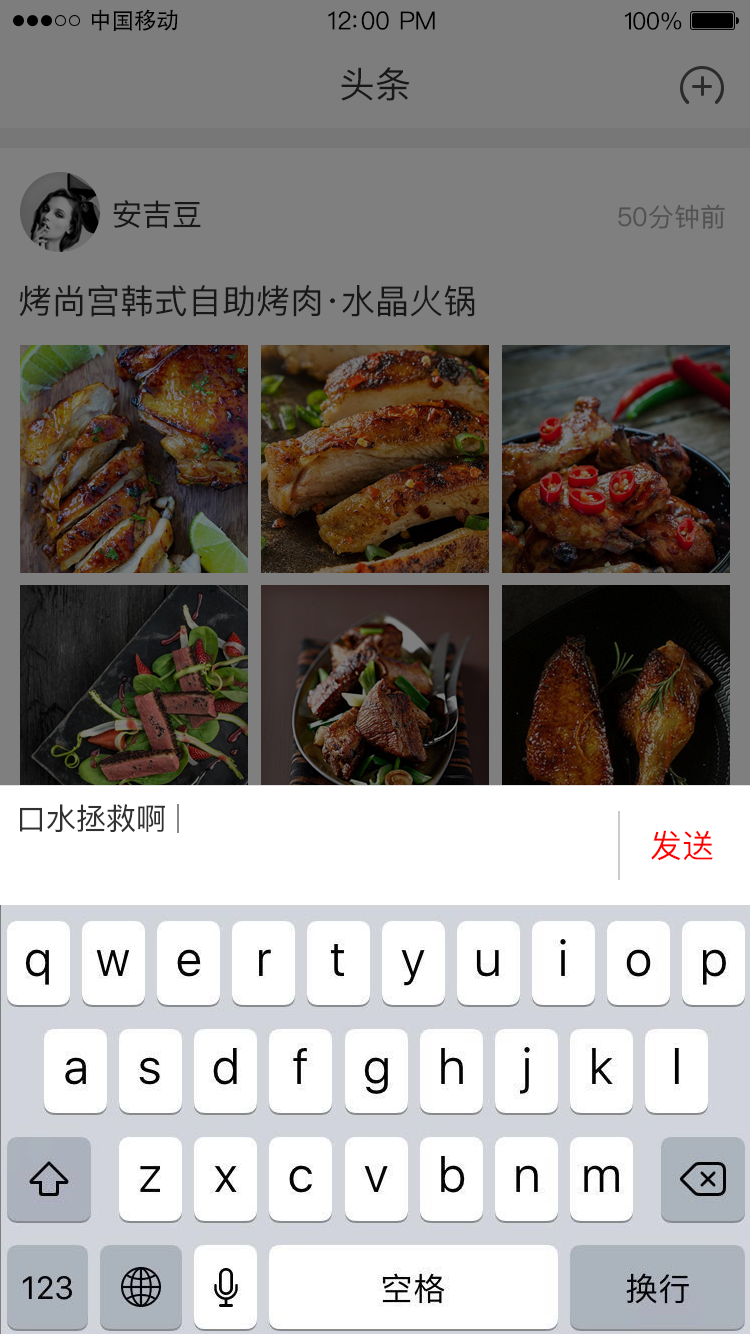 中国移动 12:00 PM 100%
头条
安吉豆 50分钟前
烤尚宫韩式自助烤肉·水晶火锅
口水拯救啊
发送
q w e r t y u i o p
a s d f g h j k l
z x c v b n m
123 空格 换行